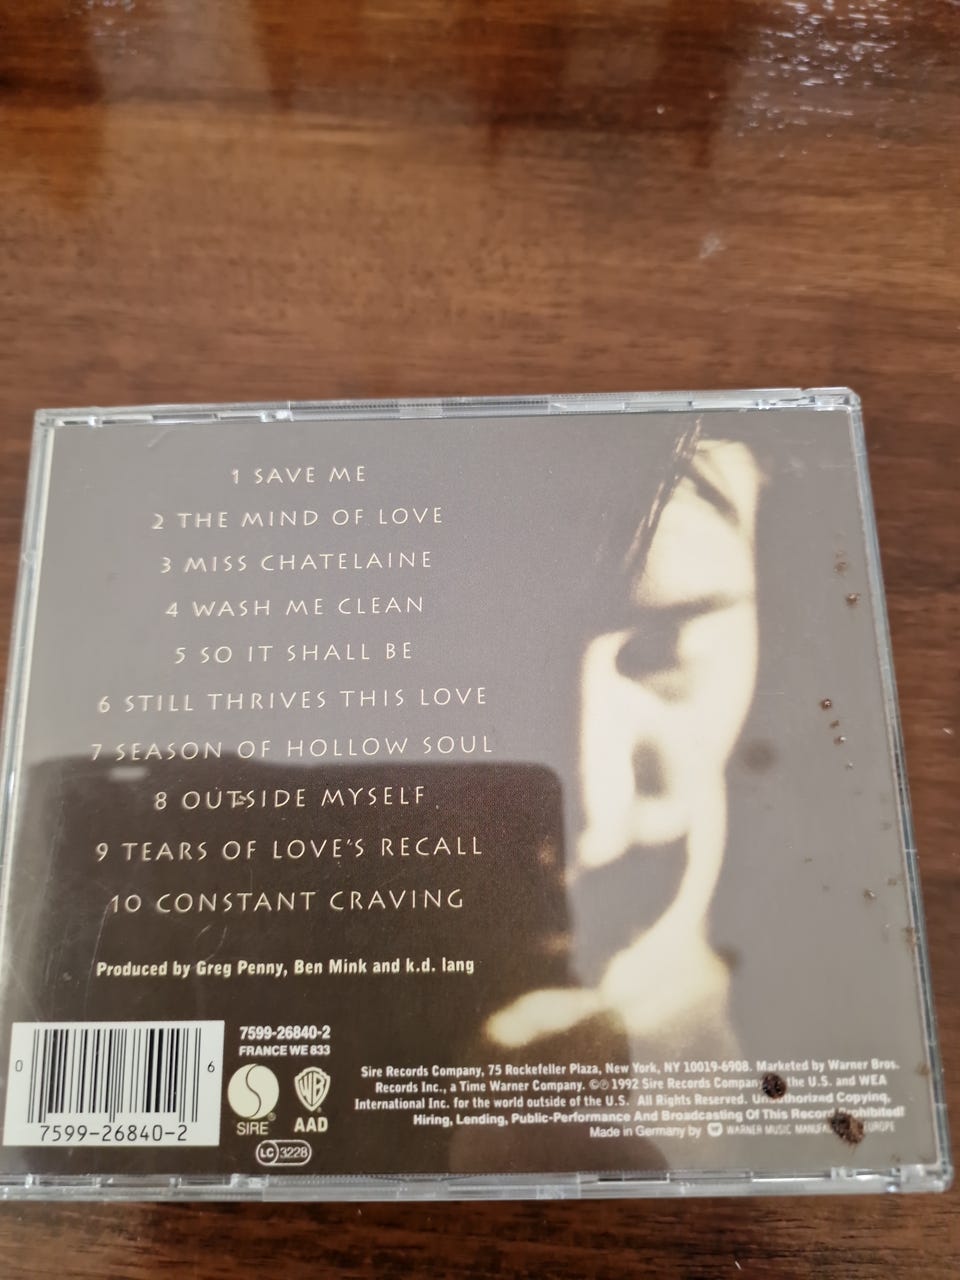 1 SAVE ME
2 THE MIND OF LOVE
3 MISS CHATELAINE
4 WASH ME CLEAN
5 SO IT SHALL BE
6 STILL THRIVES THIS LOVE
7 SEASON OF HOLLOW SOUL
8 OUTSIDE MYSELF
9 TEARS OF LOVE'S RECALL
10 CONSTANT CRAVING
Produced by Greg Penny, Ben Mink and k.d. lang
0 6
7599-26840-2
7599-26840-2
FRANCE WE 833
SIRE ® WB ® AAD
LC 3228
Sire Records Company, 75 Rockefeller Plaza, New York, NY 10019-6908. Marketed by Warner Bros.
Records Inc., a Time Warner Company. ©℗ 1992 Sire Records Company the U.S. and WEA
International Inc. for the world outside of the U.S. All Rights Reserved. Unauthorized Copying,
Hiring, Lending, Public-Performance And Broadcasting Of This Record Prohibited!
Made in Germany by WARNER MUSIC EUROPE